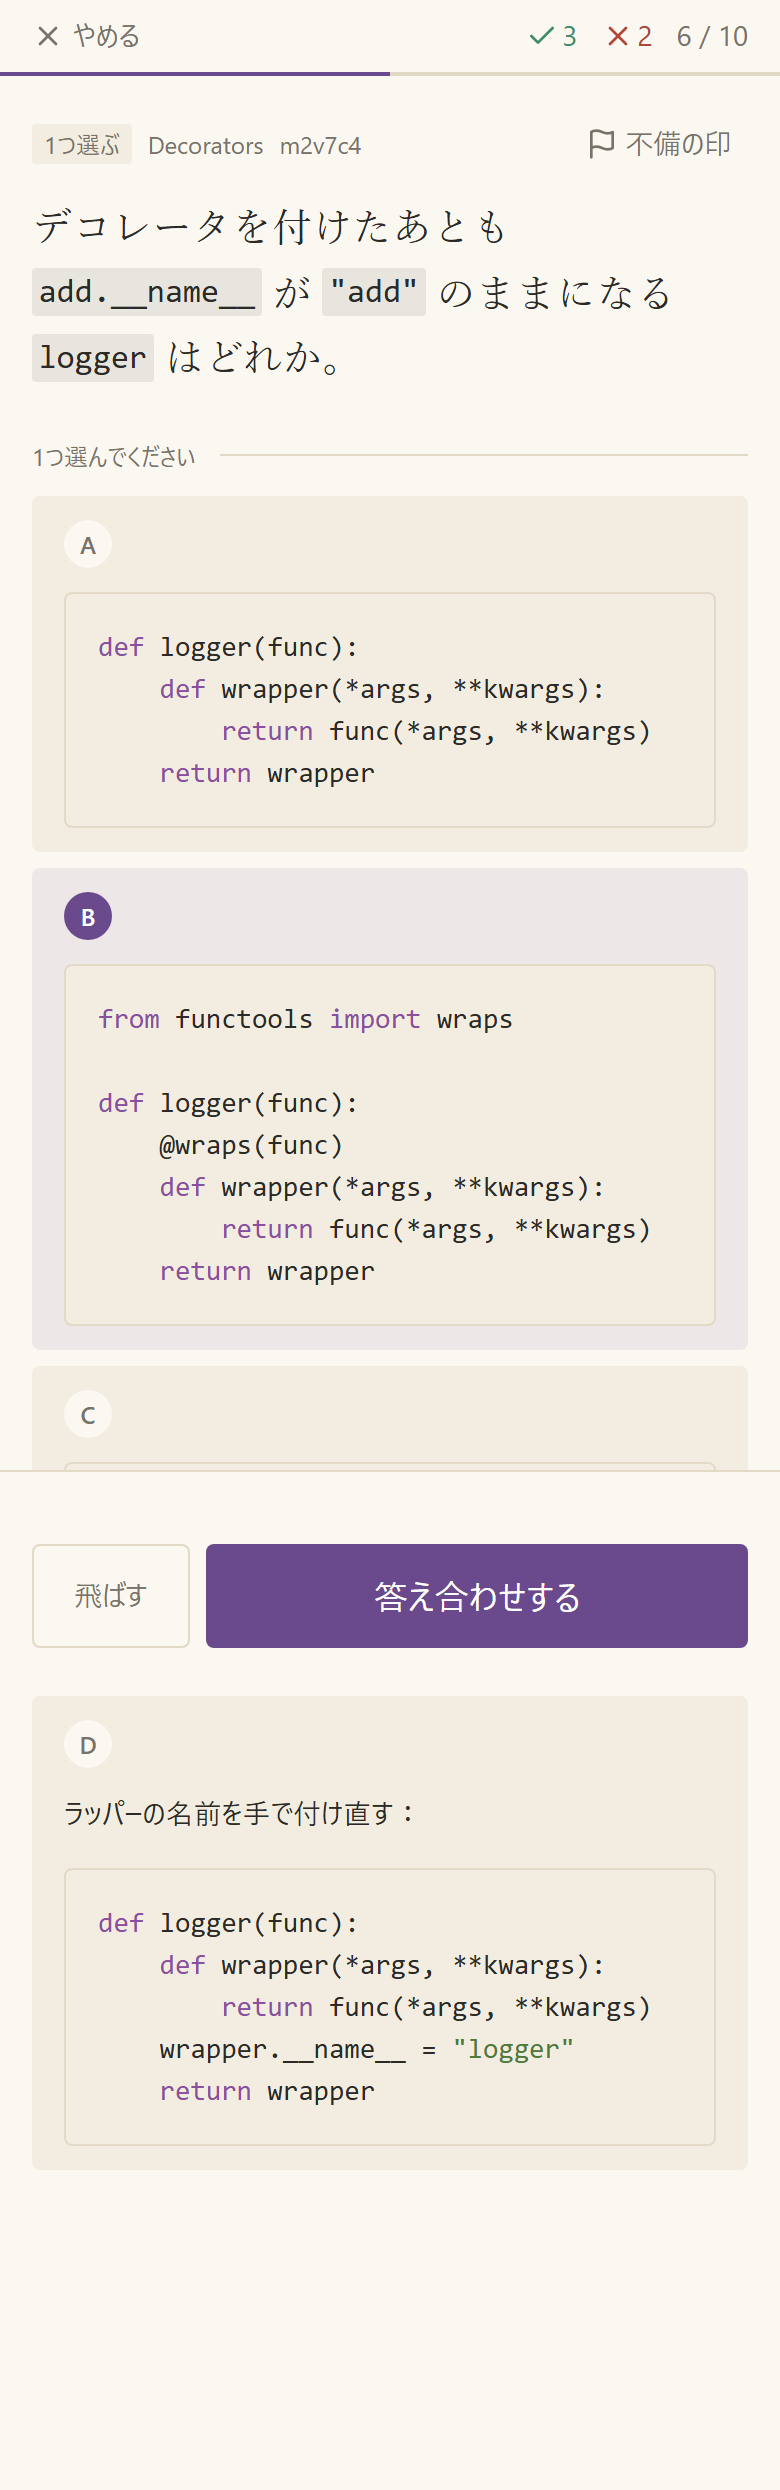 やめる
3
2
6 / 10
1つ選ぶ Decorators m2v7c4
不備の印
デコレータを付けたあとも
add.__name__ が "add" のままになる
logger はどれか。
1つ選んでください
A
def logger(func):
    def wrapper(*args, **kwargs):
        return func(*args, **kwargs)
    return wrapper
B
from functools import wraps

def logger(func):
    @wraps(func)
    def wrapper(*args, **kwargs):
        return func(*args, **kwargs)
    return wrapper
C
飛ばす
答え合わせする
D
ラッパーの名前を手で付け直す：
def logger(func):
    def wrapper(*args, **kwargs):
        return func(*args, **kwargs)
    wrapper.__name__ = "logger"
    return wrapper